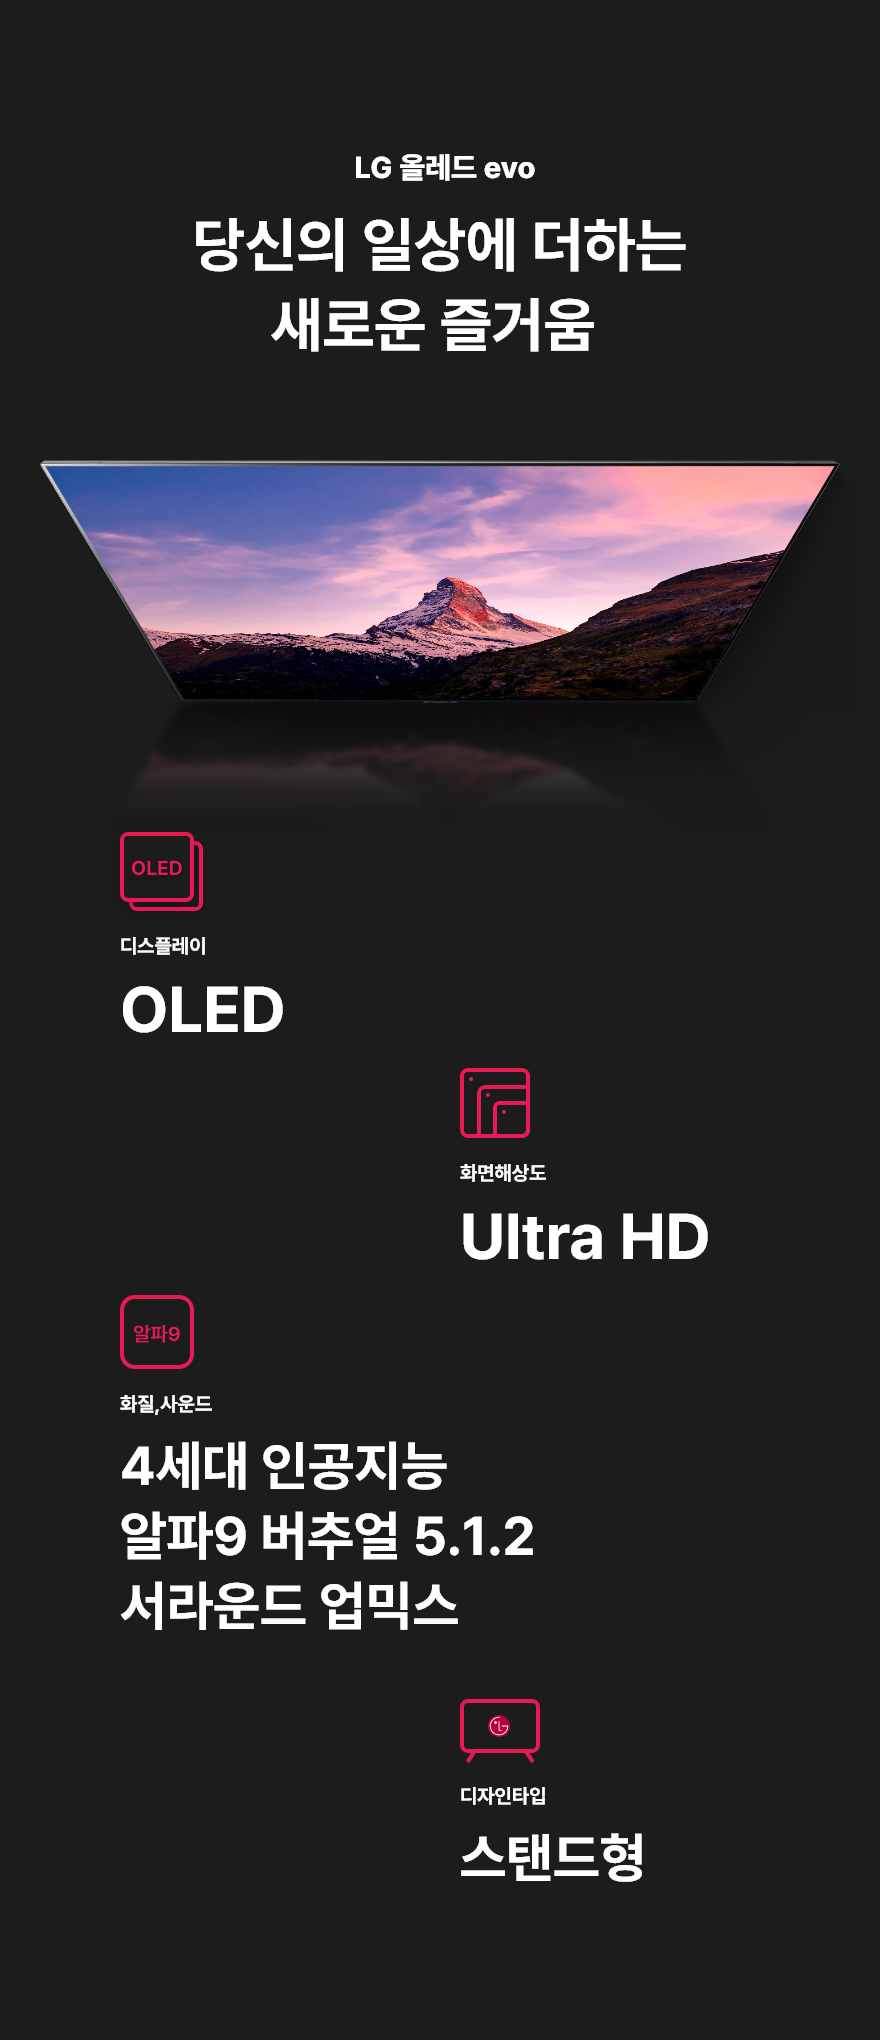 LG 올레드 evo
당신의 일상에 더하는
새로운 즐거움
OLED
디스플레이
OLED
화면해상도
Ultra HD
알파9
화질,사운드
4세대 인공지능
알파9 버추얼 5.1.2
서라운드 업믹스
LG
디자인타입
스탠드형